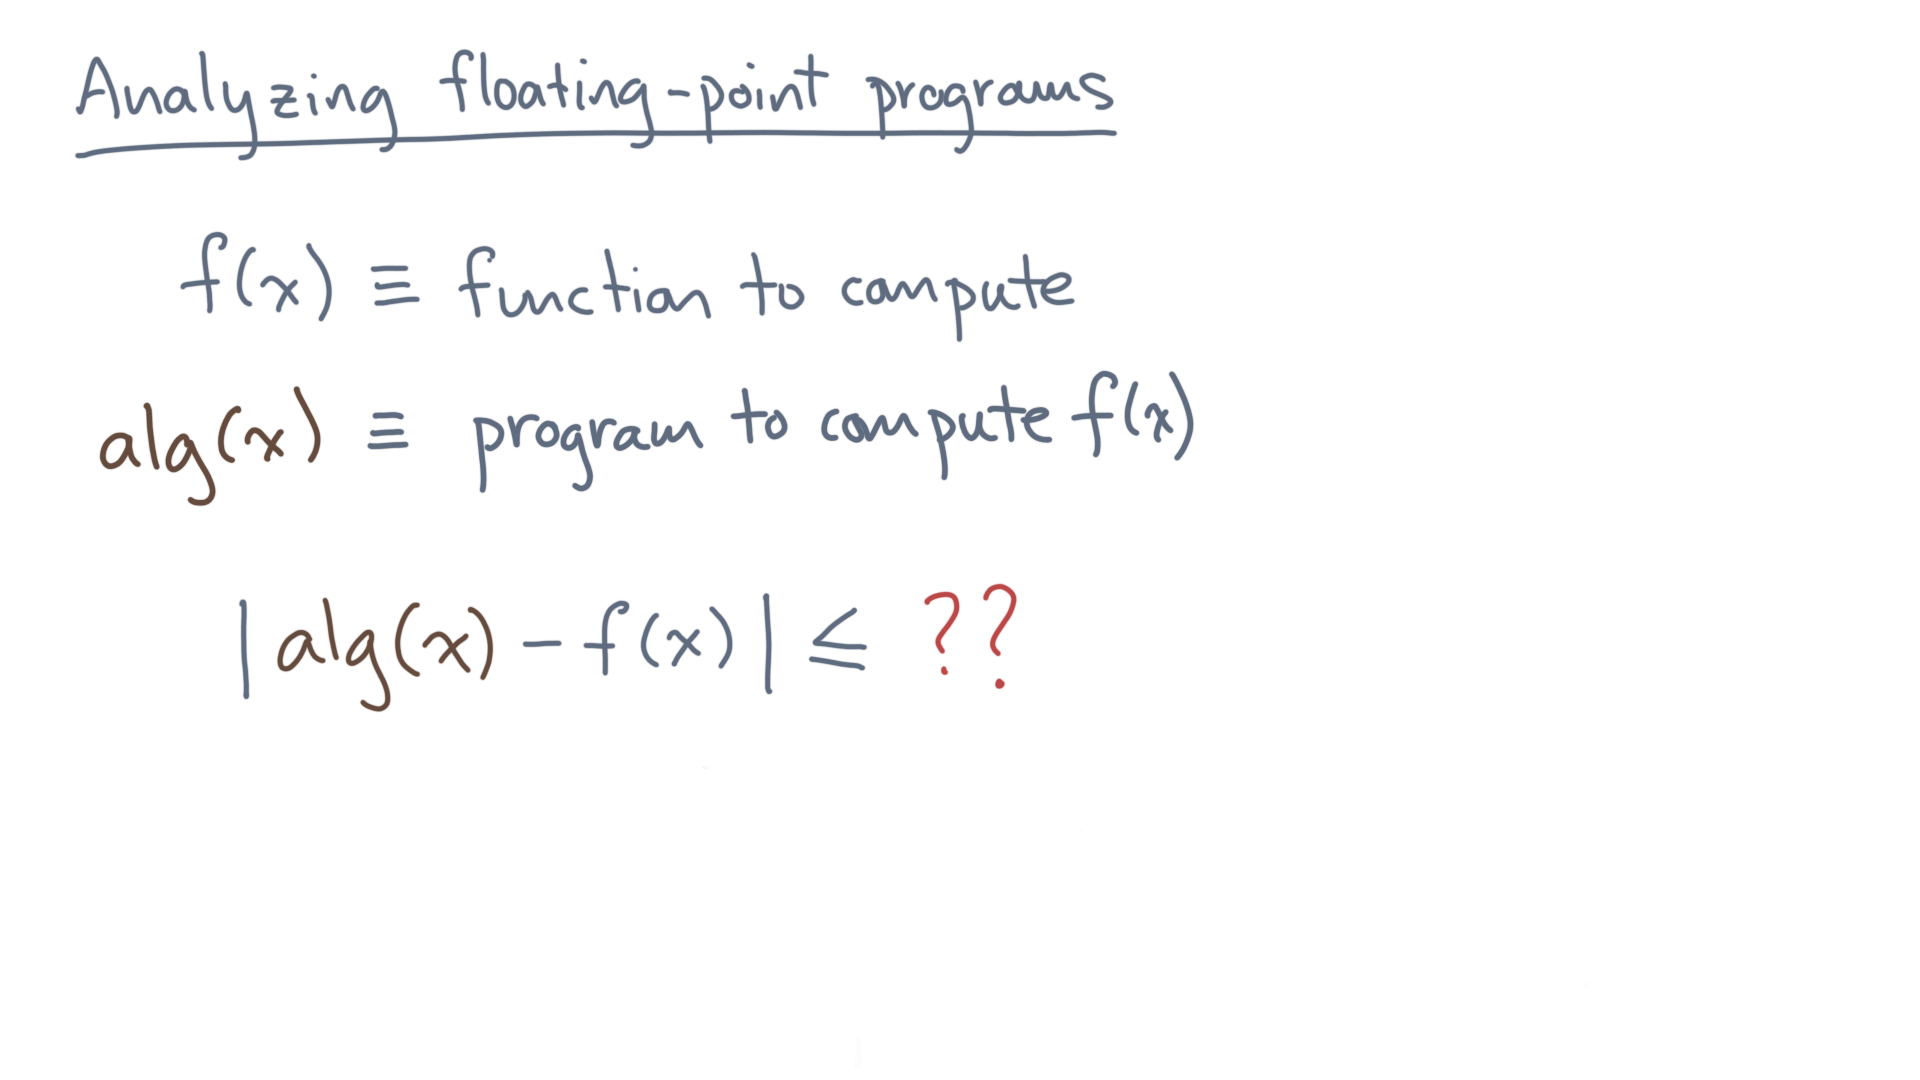 Analyzing floating-point programs
f(x) ≡ function to compute
alg(x) ≡ program to compute f(x)
| alg(x) - f(x) | ≤ ??